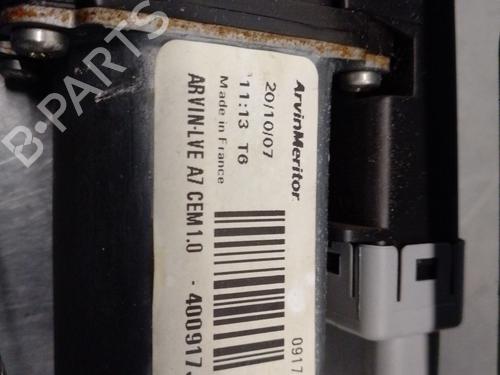 ArvinMeritor
20/10/07
11:13 T6
Made in France
ARVIN-LVE A7 CEM1.0 - 400917
0917
B-PARTS